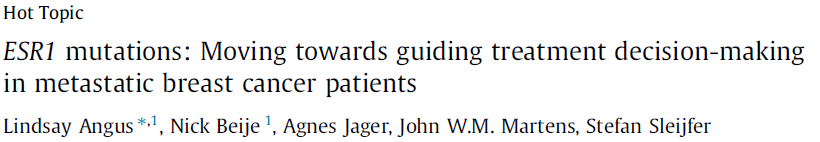 Hot Topic
ESR1 mutations: Moving towards guiding treatment decision-making
in metastatic breast cancer patients
Lindsay Angus *,1, Nick Beije 1, Agnes Jager, John W.M. Martens, Stefan Sleijfer